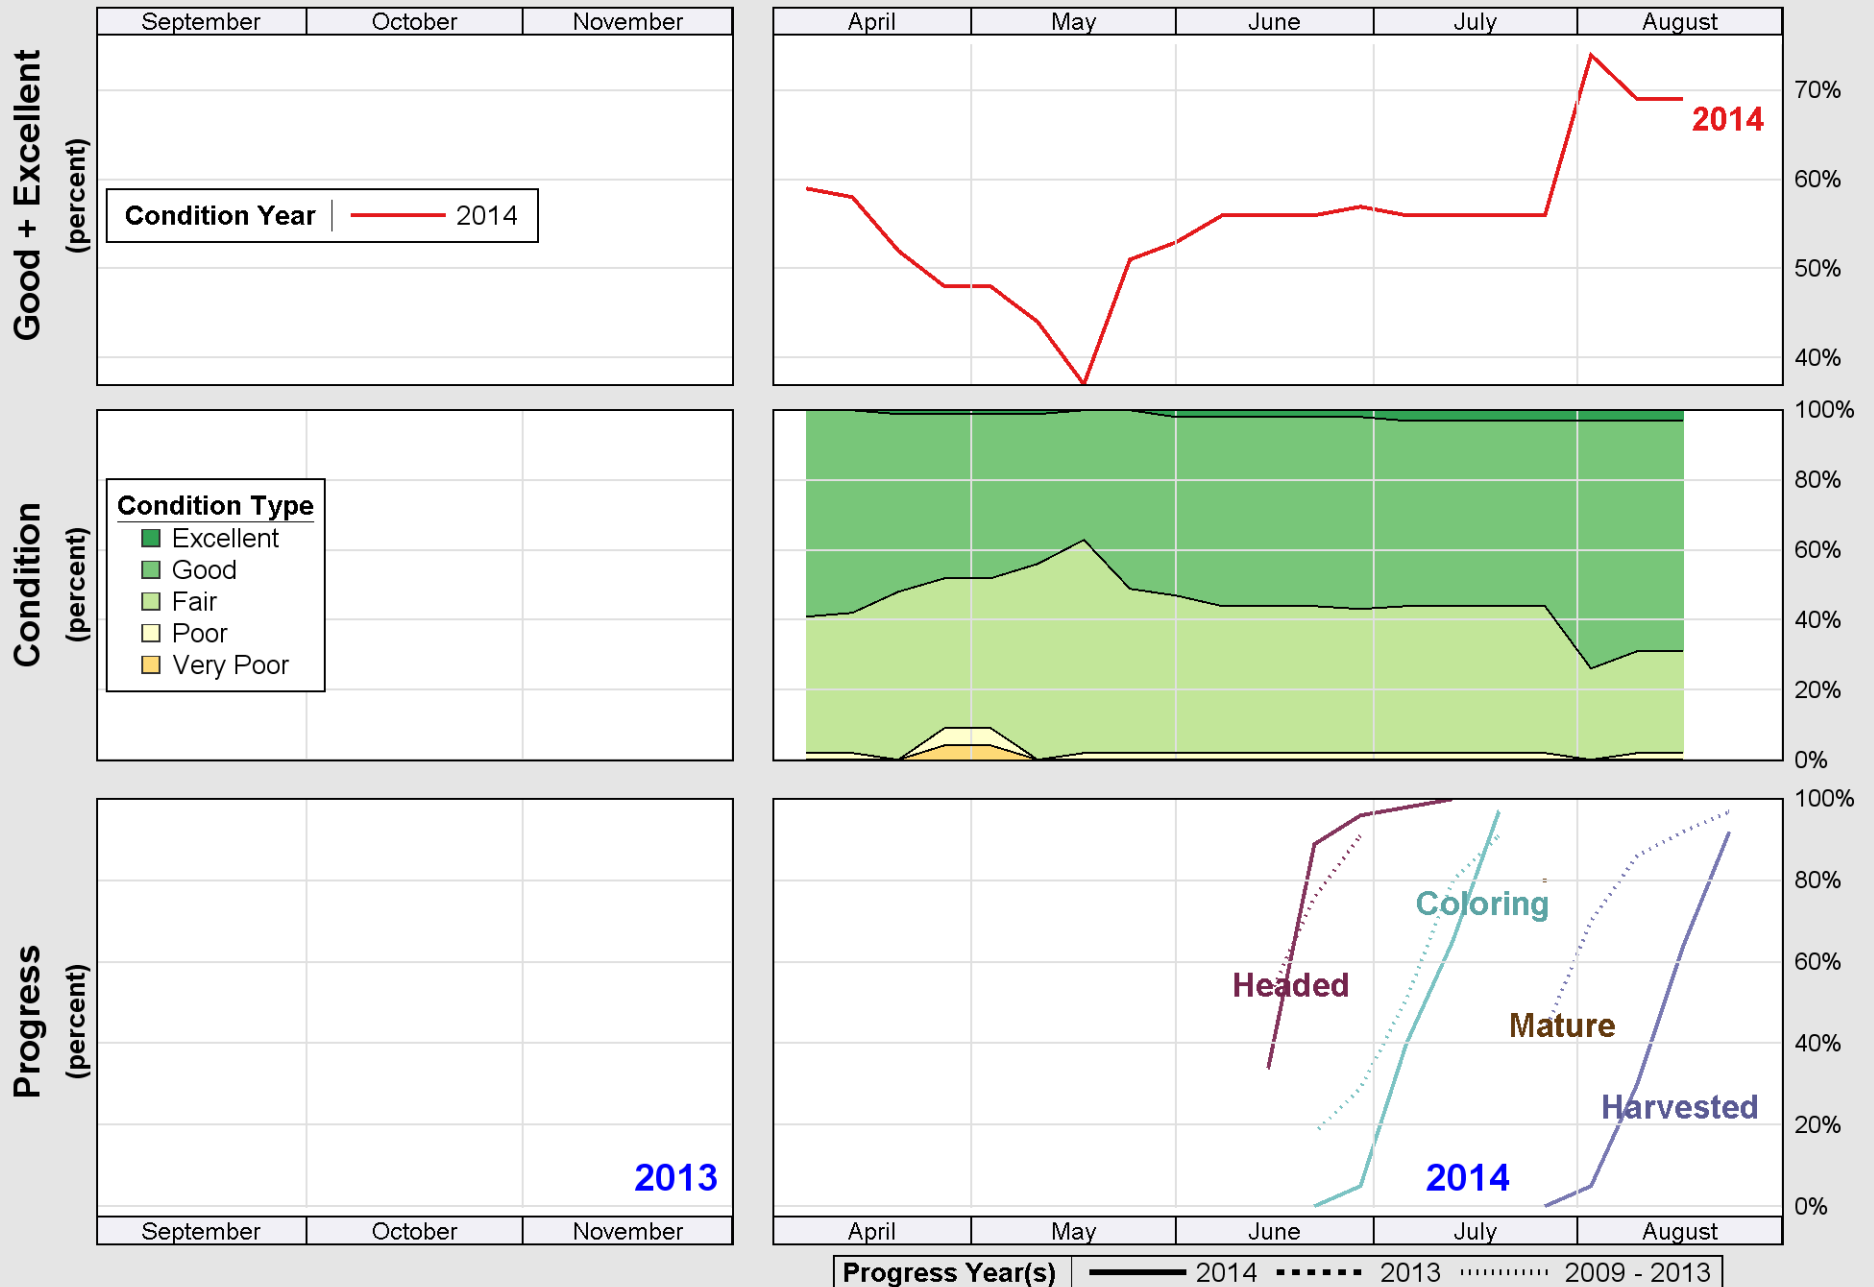 September October November April May June July August
Good + Excellent
(percent)
70%
60%
50%
40%
2014
Condition Year 2014
Condition
(percent)
100%
80%
60%
40%
20%
0%
Condition Type
Excellent
Good
Fair
Poor
Very Poor
Progress
(percent)
100%
80%
60%
40%
20%
0%
Coloring
Headed
Mature
Harvested
2013 2014
September October November April May June July August
Progress Year(s) 2014 2013 2009 - 2013